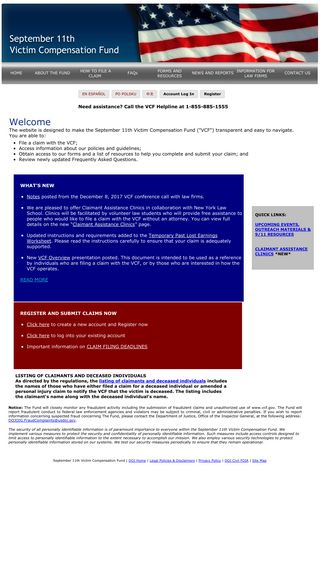 September 11th
Victim Compensation Fund
HOME
ABOUT THE FUND
HOW TO FILE A
CLAIM
FAQs
FORMS AND
RESOURCES
NEWS AND REPORTS
INFORMATION FOR
LAW FIRMS
CONTACT US
EN ESPAÑOL
PO POLSKU
中文
Account Log In
Register
Need assistance? Call the VCF Helpline at 1-855-885-1555
Welcome
The website is designed to make the September 11th Victim Compensation Fund ("VCF") transparent and easy to navigate.
You are able to:
File a claim with the VCF;
Access information about our policies and guidelines;
Obtain access to our forms and a list of resources to help you complete and submit your claim; and
Review newly updated Frequently Asked Questions.
WHAT'S NEW
Notes posted from the December 8, 2017 VCF conference call with law firms.
We are pleased to offer Claimant Assistance Clinics in collaboration with New York Law
School. Clinics will be facilitated by volunteer law students who will provide free assistance to
people who would like to file a claim with the VCF without an attorney. You can view full
details on the new "Claimant Assistance Clinics" page.
Updated instructions and requirements added to the Temporary Past Lost Earnings
Worksheet. Please read the instructions carefully to ensure that your claim is adequately
supported.
New VCF Overview presentation posted. This document is intended to be used as a reference
by individuals who are filing a claim with the VCF, or by those who are interested in how the
VCF operates.
READ MORE
QUICK LINKS:
UPCOMING EVENTS,
OUTREACH MATERIALS &
9/11 RESOURCES
CLAIMANT ASSISTANCE
CLINICS *NEW*
REGISTER AND SUBMIT CLAIMS NOW
Click here to create a new account and Register now
Click here to log into your existing account
Important information on CLAIM FILING DEADLINES
LISTING OF CLAIMANTS AND DECEASED INDIVIDUALS
As directed by the regulations, the listing of claimants and deceased individuals includes
the names of those who have either filed a claim for a deceased individual or amended a
personal injury claim to notify the VCF that the victim is deceased. The listing includes
the claimant's name along with the deceased individual's name.
Notice: The Fund will closely monitor any fraudulent activity including the submission of fraudulent claims and unauthorized use of www.vcf.gov. The Fund will
report fraudulent conduct to federal law enforcement agencies and violators may be subject to criminal, civil or administrative penalties. If you wish to report
information concerning suspected fraud concerning The Fund, please contact the Department of Justice, Office of the Inspector General, at the following address:
DOJOIG.FraudComplaints@usdoj.gov.
The security of all personally identifiable information is of paramount importance to everyone within the September 11th Victim Compensation Fund. We
implement various measures to protect the security and confidentiality of personally identifiable information. Such measures include access controls designed to
limit access to personally identifiable information to the extent necessary to accomplish our mission. We also employ various security technologies to protect
personally identifiable information stored on our systems. We test our security measures periodically to ensure that they remain operational.
September 11th Victim Compensation Fund | DOJ Home | Legal Policies & Disclaimers | Privacy Policy | DOJ Civil FOIA | Site Map